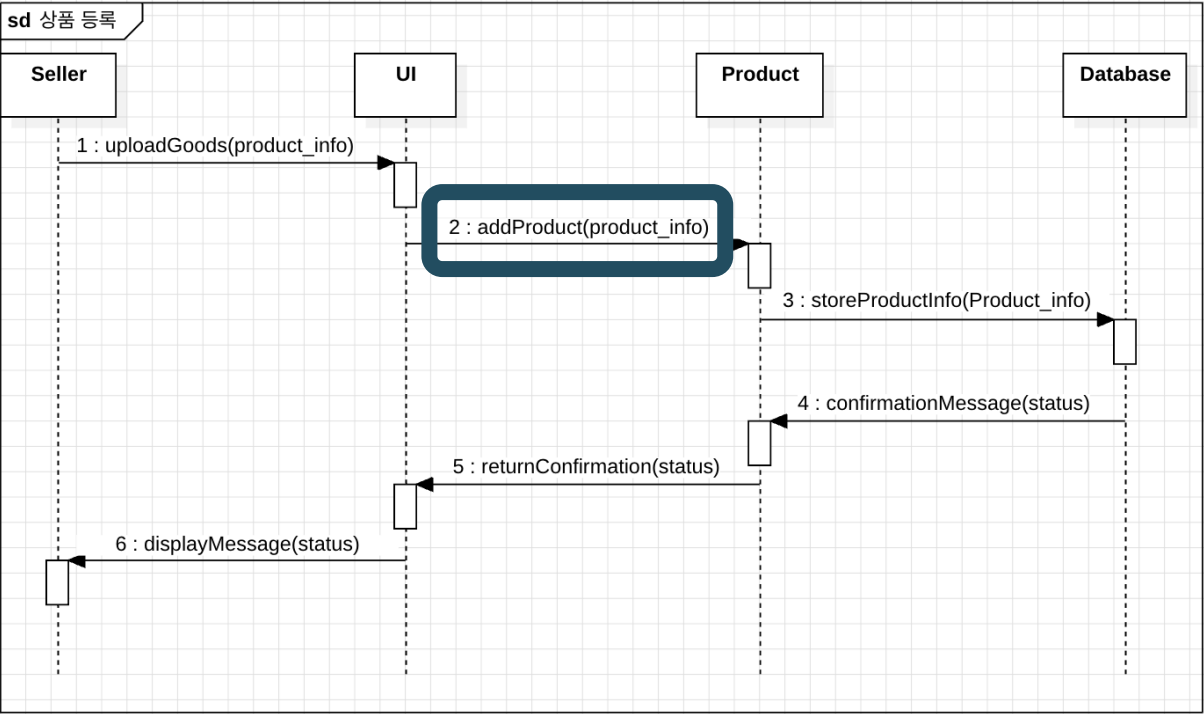 sd 상품 등록
Seller
UI
Product
Database
1 : uploadGoods(product_info)
2 : addProduct(product_info)
3 : storeProductInfo(Product_info)
4 : confirmationMessage(status)
5 : returnConfirmation(status)
6 : displayMessage(status)